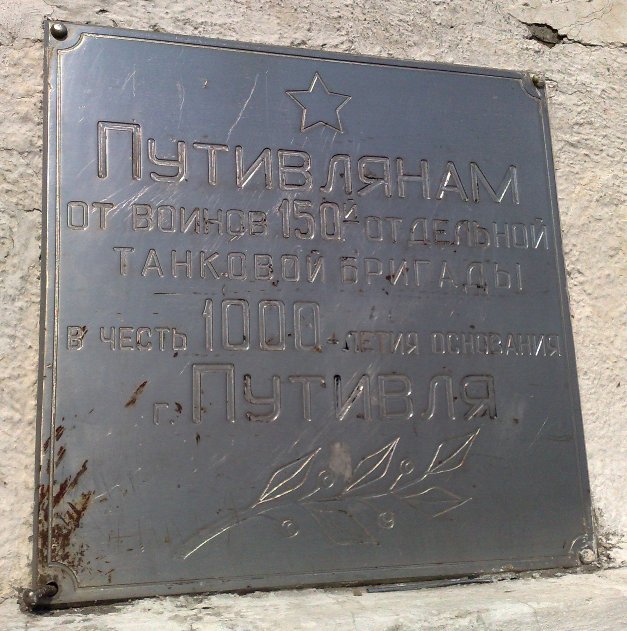 Путивлянам
от воинов 150й отдельной
танковой бригады
в честь 1000-летия основания
г. Путивля